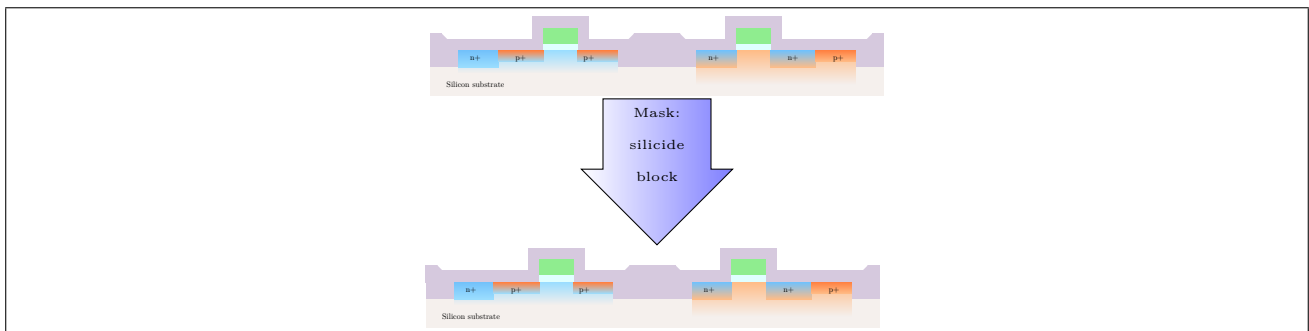 n+ p+ p+ n+ n+ p+
Silicon substrate
Mask:
silicide
block
n+ p+ p+ n+ n+ p+
Silicon substrate